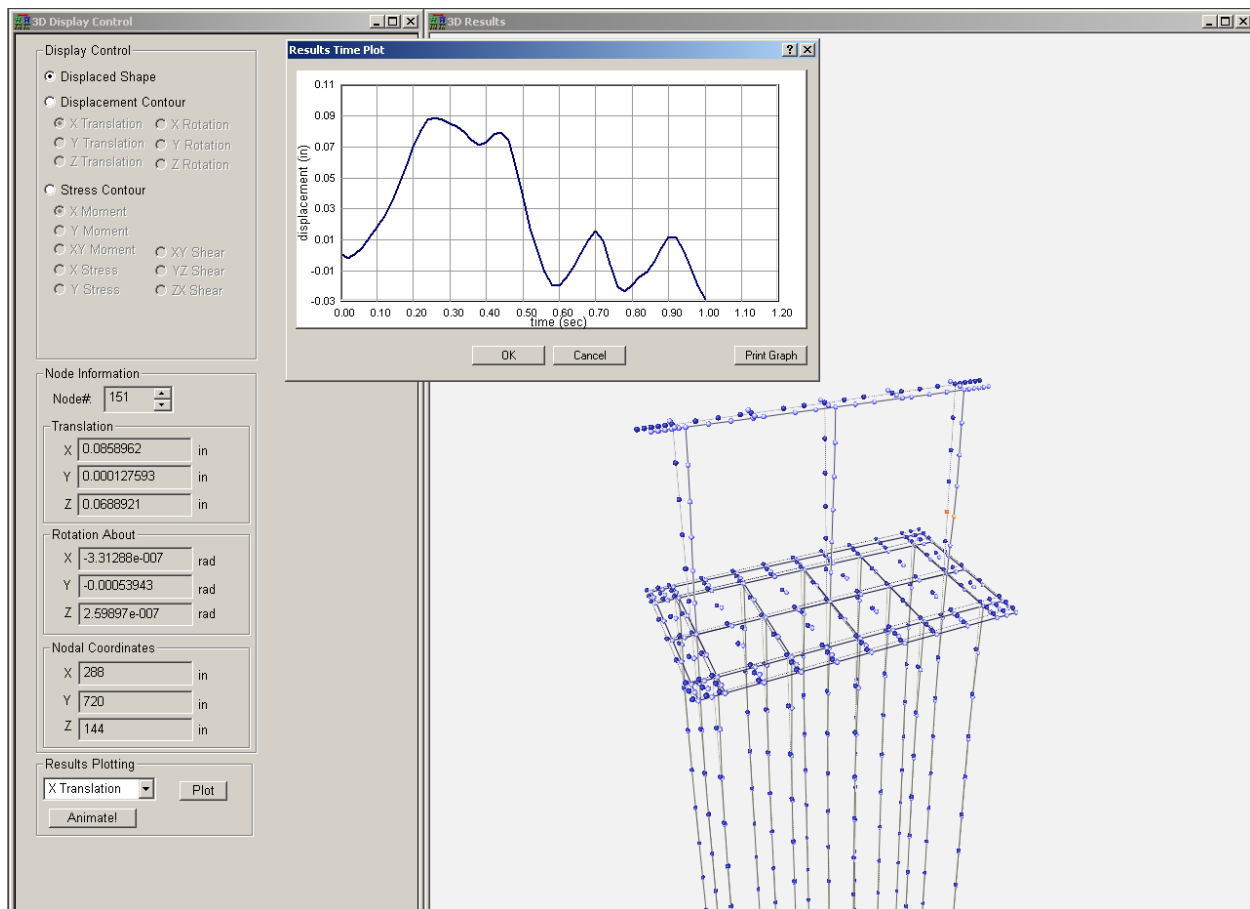 3D Display Control
Display Control
Displaced Shape
Displacement Contour
X Translation X Rotation
Y Translation Y Rotation
Z Translation Z Rotation
Stress Contour
X Moment
Y Moment
XY Moment XY Shear
X Stress YZ Shear
Y Stress ZX Shear
Node Information
Node#: 151
Translation
X 0.0858962 in
Y 0.000127593 in
Z 0.0688921 in
Rotation About
X -3.31288e-007 rad
Y -0.00053943 rad
Z 2.59897e-007 rad
Nodal Coordinates
X 288 in
Y 720 in
Z 144 in
Results Plotting
X Translation Plot
Animate!
3D Results
Results Time Plot
displacement (in)
0.11
0.09
0.07
0.05
0.03
0.01
-0.01
-0.03
0.00 0.10 0.20 0.30 0.40 0.50 0.60 0.70 0.80 0.90 1.00 1.10 1.20
time (sec)
OK Cancel Print Graph